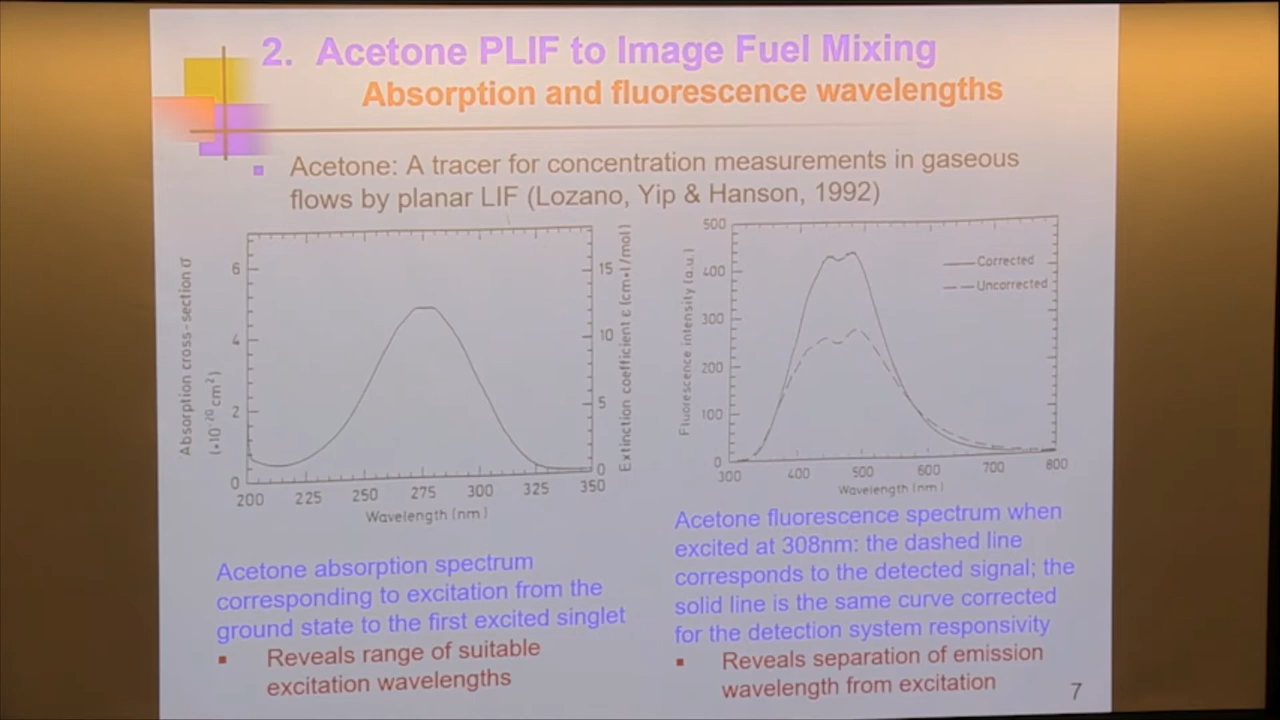 2. Acetone PLIF to Image Fuel Mixing
Absorption and fluorescence wavelengths
Acetone: A tracer for concentration measurements in gaseous
flows by planar LIF (Lozano, Yip & Hanson, 1992)
Absorption cross-section σ
(•10⁻²⁰ cm²)
6
4
2
0
200 225 250 275 300 325 350
Wavelength (nm)
15
10
5
0
Extinction coefficient ε (cm•l/mol)
Fluorescence intensity (a.u.)
500
400
300
200
100
0
300 400 500 600 700 800
Wavelength (nm)
Corrected
Uncorrected
Acetone absorption spectrum
corresponding to excitation from the
ground state to the first excited singlet
Reveals range of suitable
excitation wavelengths
Acetone fluorescence spectrum when
excited at 308nm: the dashed line
corresponds to the detected signal; the
solid line is the same curve corrected
for the detection system responsivity
Reveals separation of emission
wavelength from excitation
7